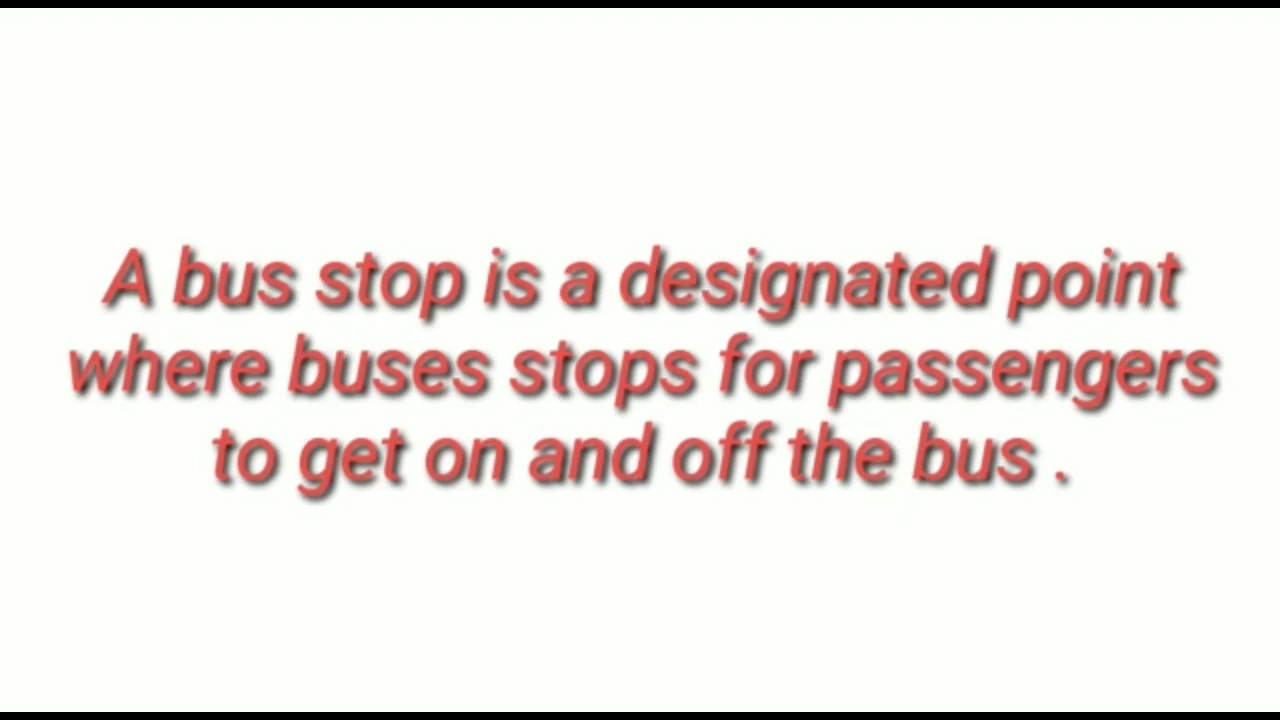 A bus stop is a designated point
where buses stops for passengers
to get on and off the bus .